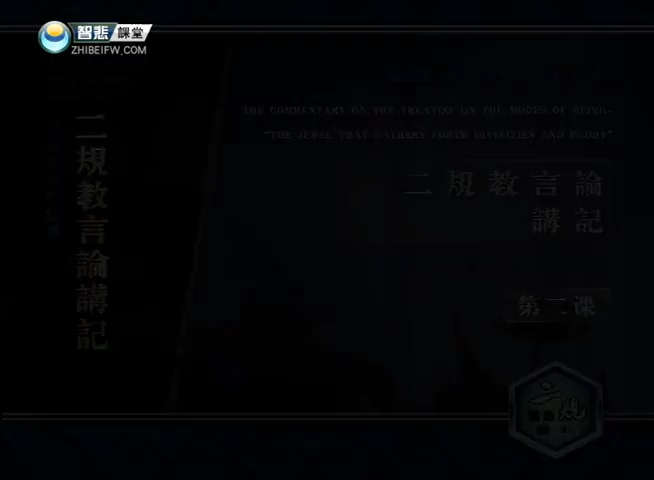 智悲課堂
ZHIBEIFW.COM
二規教言論講記
THE COMMENTARY ON THE TREATISE ON THE MODES OF BEING-
"THE JEWEL THAT GATHERS FORTH DIVINITIES AND GLORY"
二規教言論
講記
第二课